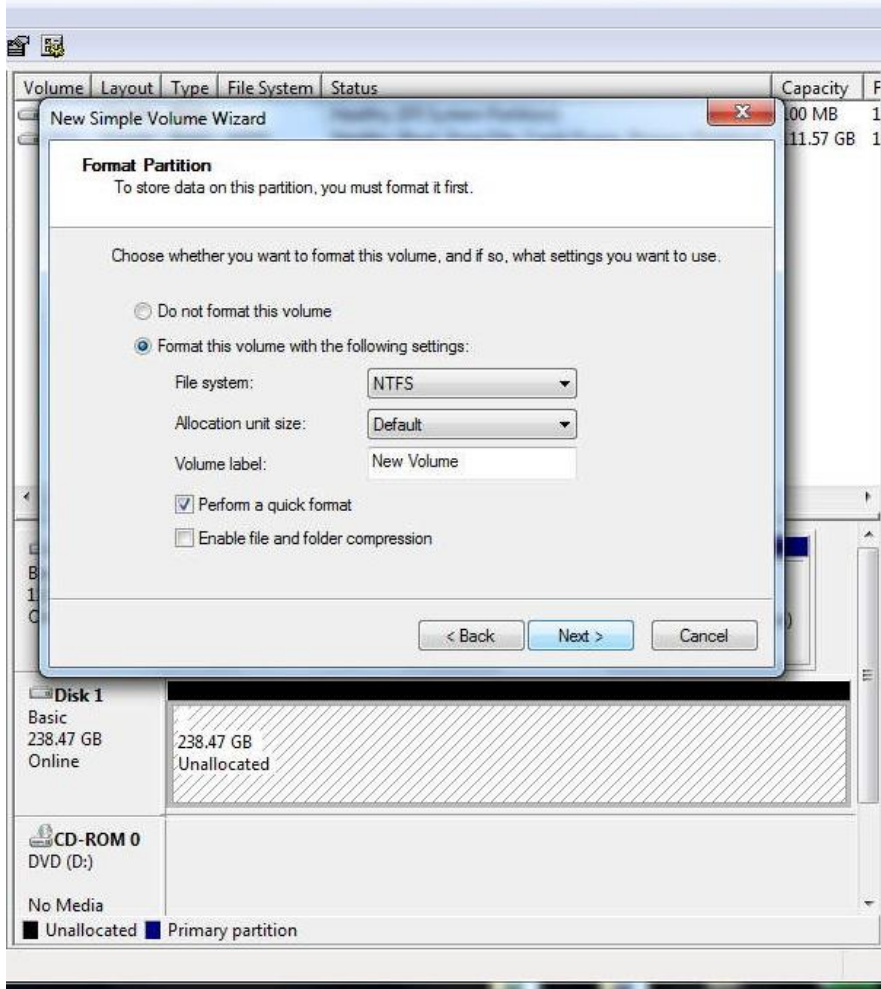 Volume Layout Type File System Status Capacity F
New Simple Volume Wizard
100 MB 1
111.57 GB 1
Format Partition
To store data on this partition, you must format it first.
Choose whether you want to format this volume, and if so, what settings you want to use.
Do not format this volume
Format this volume with the following settings:
File system: NTFS
Allocation unit size: Default
Volume label: New Volume
Perform a quick format
Enable file and folder compression
< Back Next > Cancel
Disk 1
Basic
238.47 GB
Online
238.47 GB
Unallocated
CD-ROM 0
DVD (D:)
No Media
Unallocated Primary partition